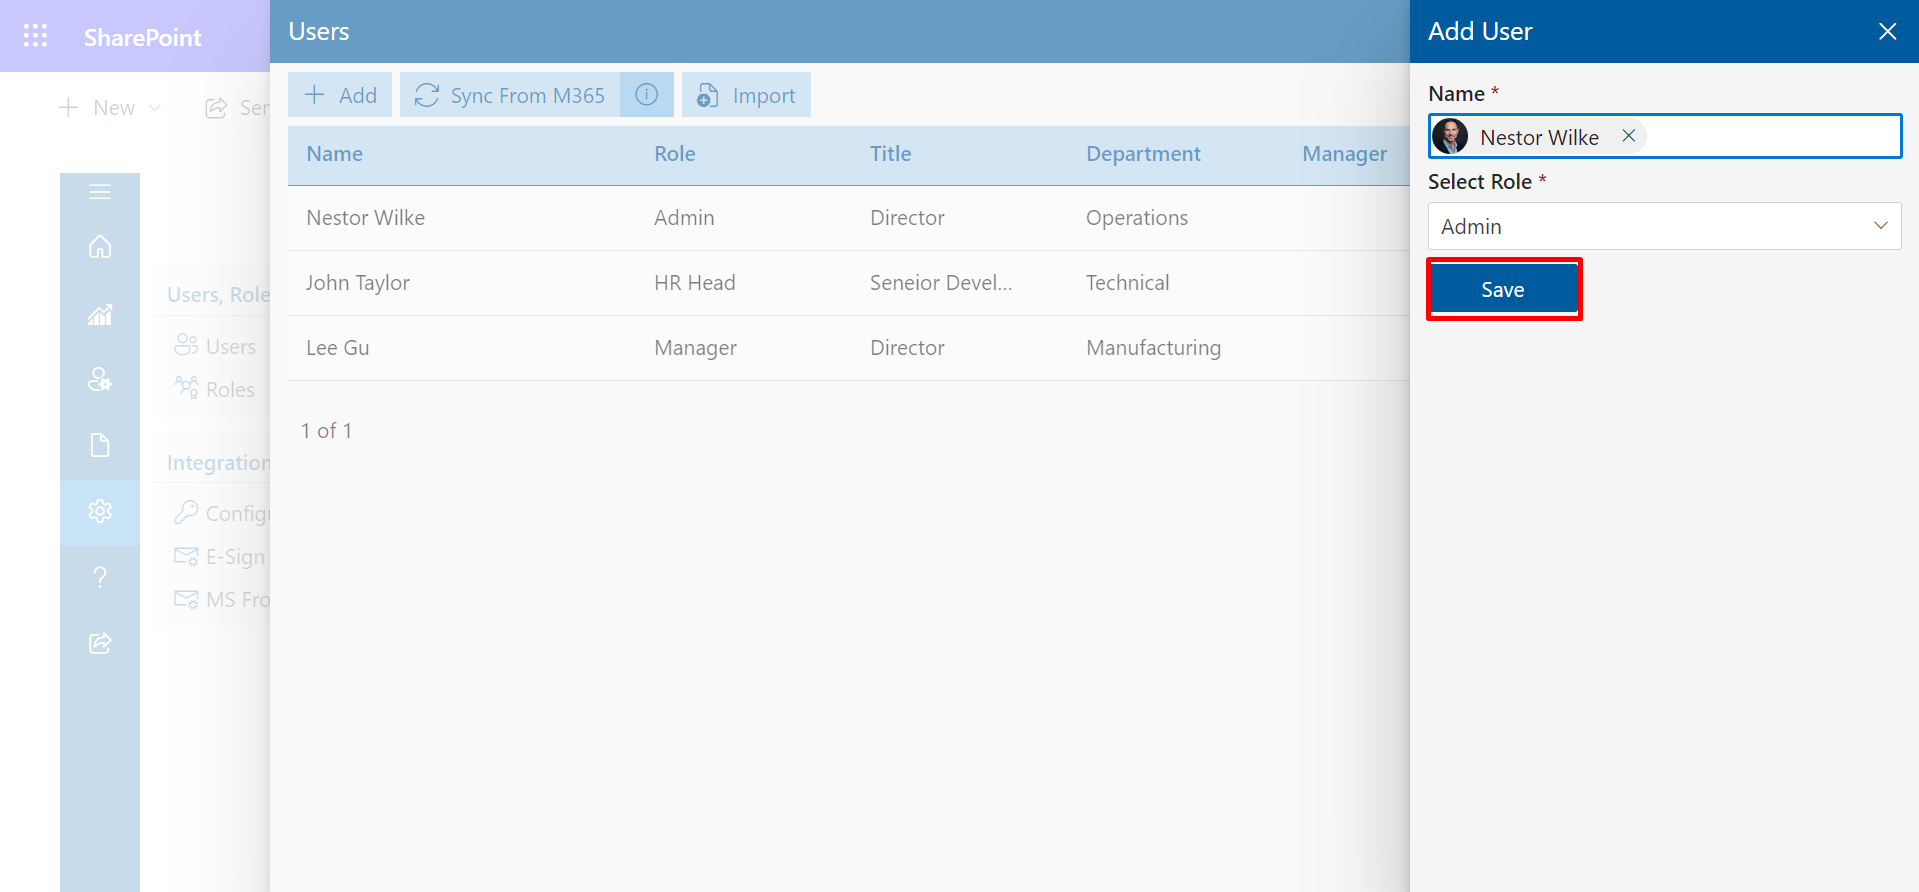 SharePoint
New
Ser
Users, Role
Users
Roles
Integration
Configu
E-Sign
MS Fro
Users
Add
Sync From M365
Import
Name Role Title Department Manager
Nestor Wilke Admin Director Operations
John Taylor HR Head Seneior Devel...Technical
Lee Gu Manager Director Manufacturing
1 of 1
Add User
Name *
Nestor Wilke
Select Role *
Admin
Save